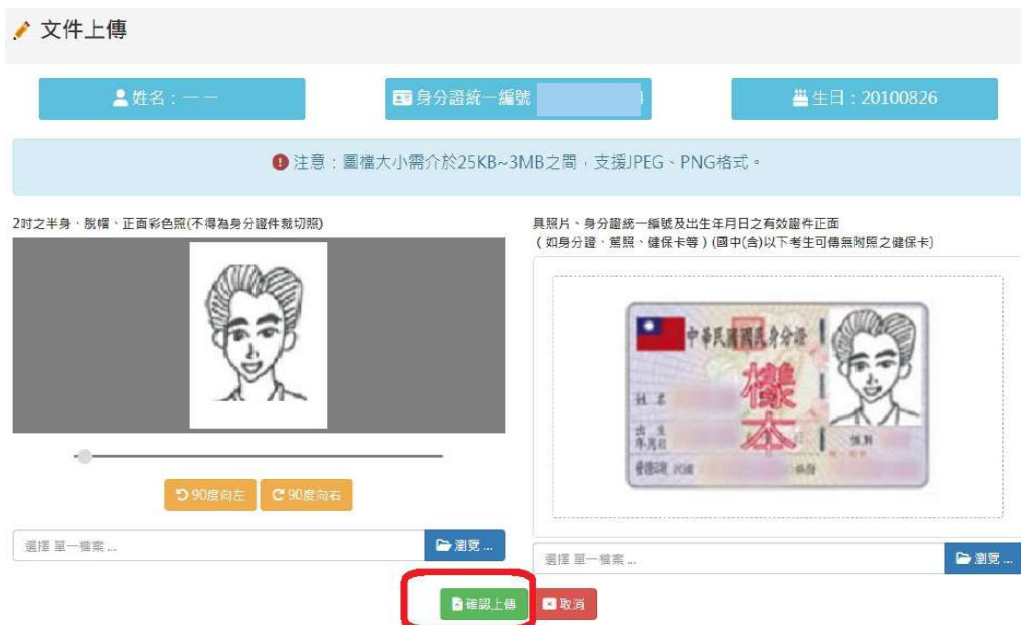 文件上傳
姓名：一 一
身分證統一編號
生日：20100826
注意：圖檔大小需介於25KB~3MB之間，支援JPEG、PNG格式。
2吋之半身、脫帽、正面彩色照(不得為身分證件裁切照)
90度向左
90度向右
選擇 單一檔案 ...
瀏覽 ...
具照片、身分證統一編號及出生年月日之有效證件正面
（如身分證、駕照、健保卡等）(國中(含)以下考生可傳無附照之健保卡)
中華民國國民身分證
樣本
姓名
出生
年月日
日
性別
發證日期 民國
換發
選擇 單一檔案 ...
瀏覽 ...
確認上傳
取消